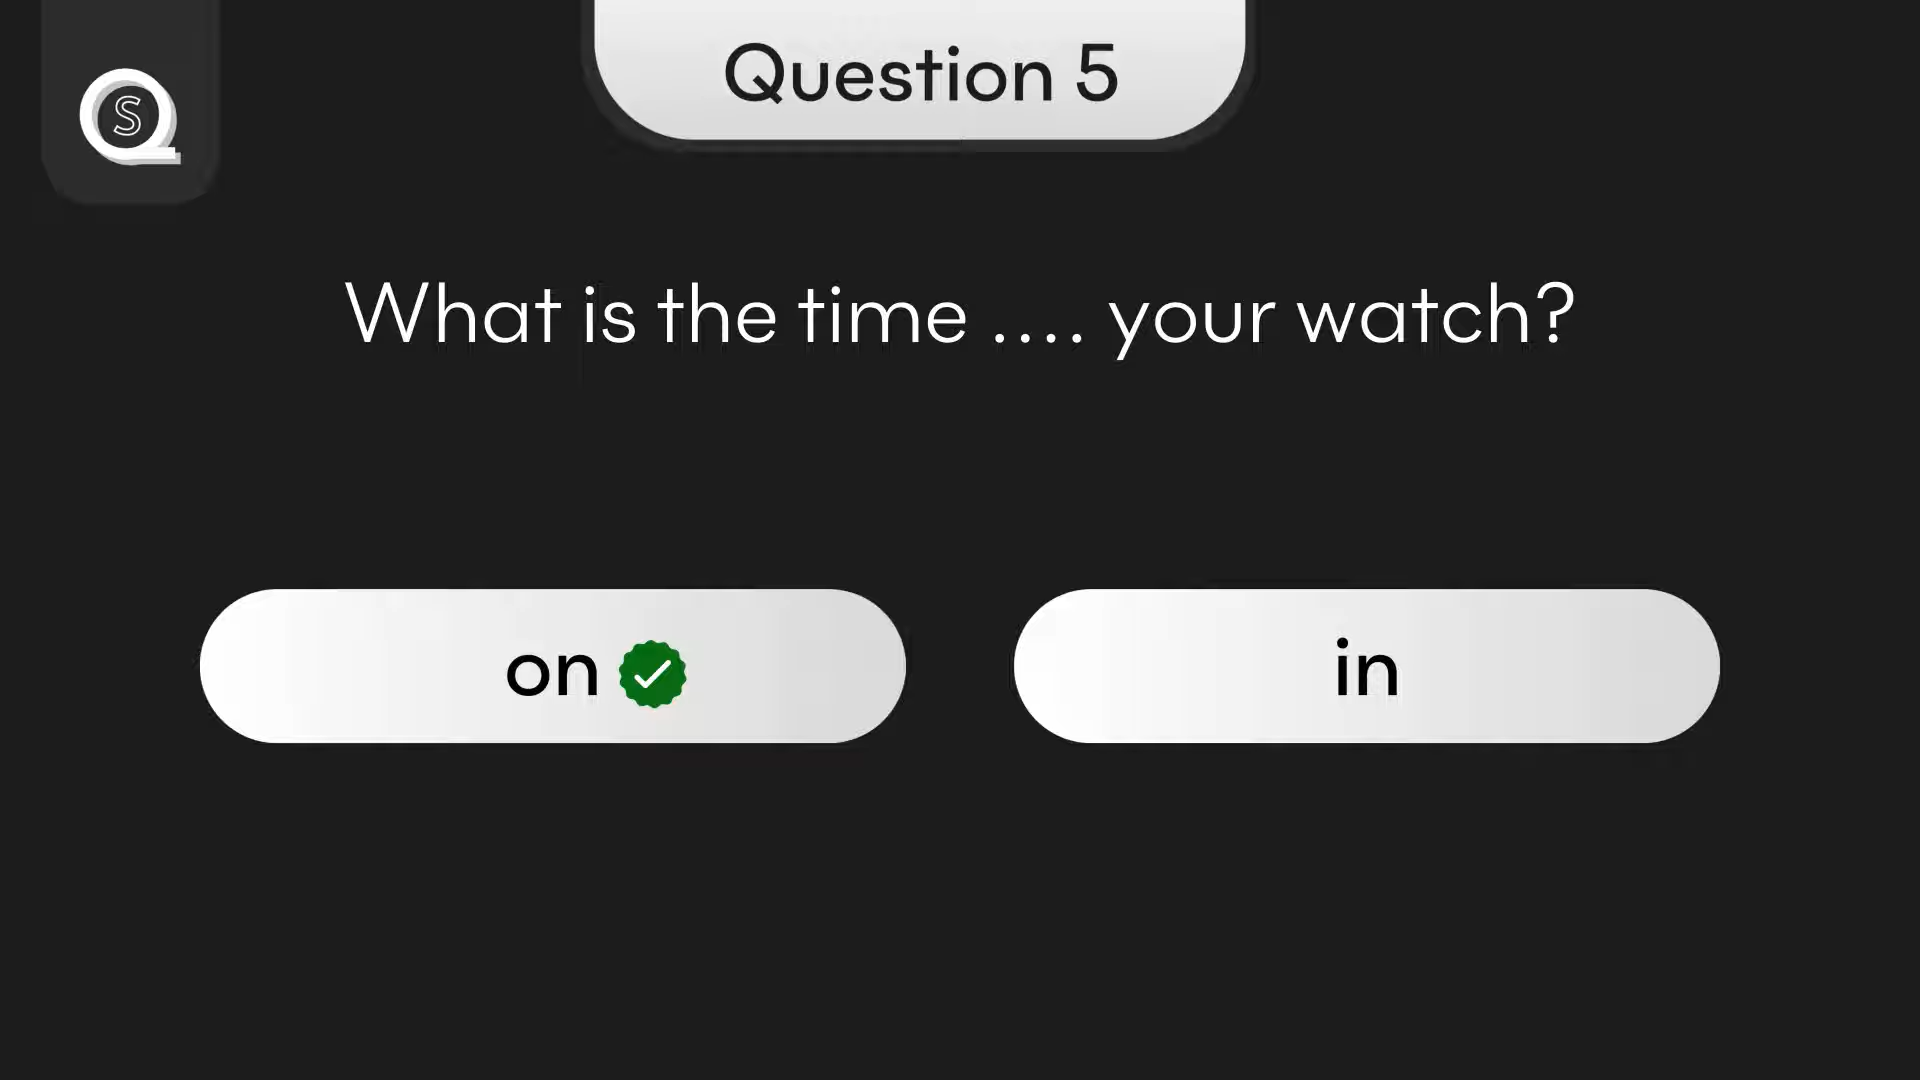 S
Question 5
What is the time .... your watch?
on
in